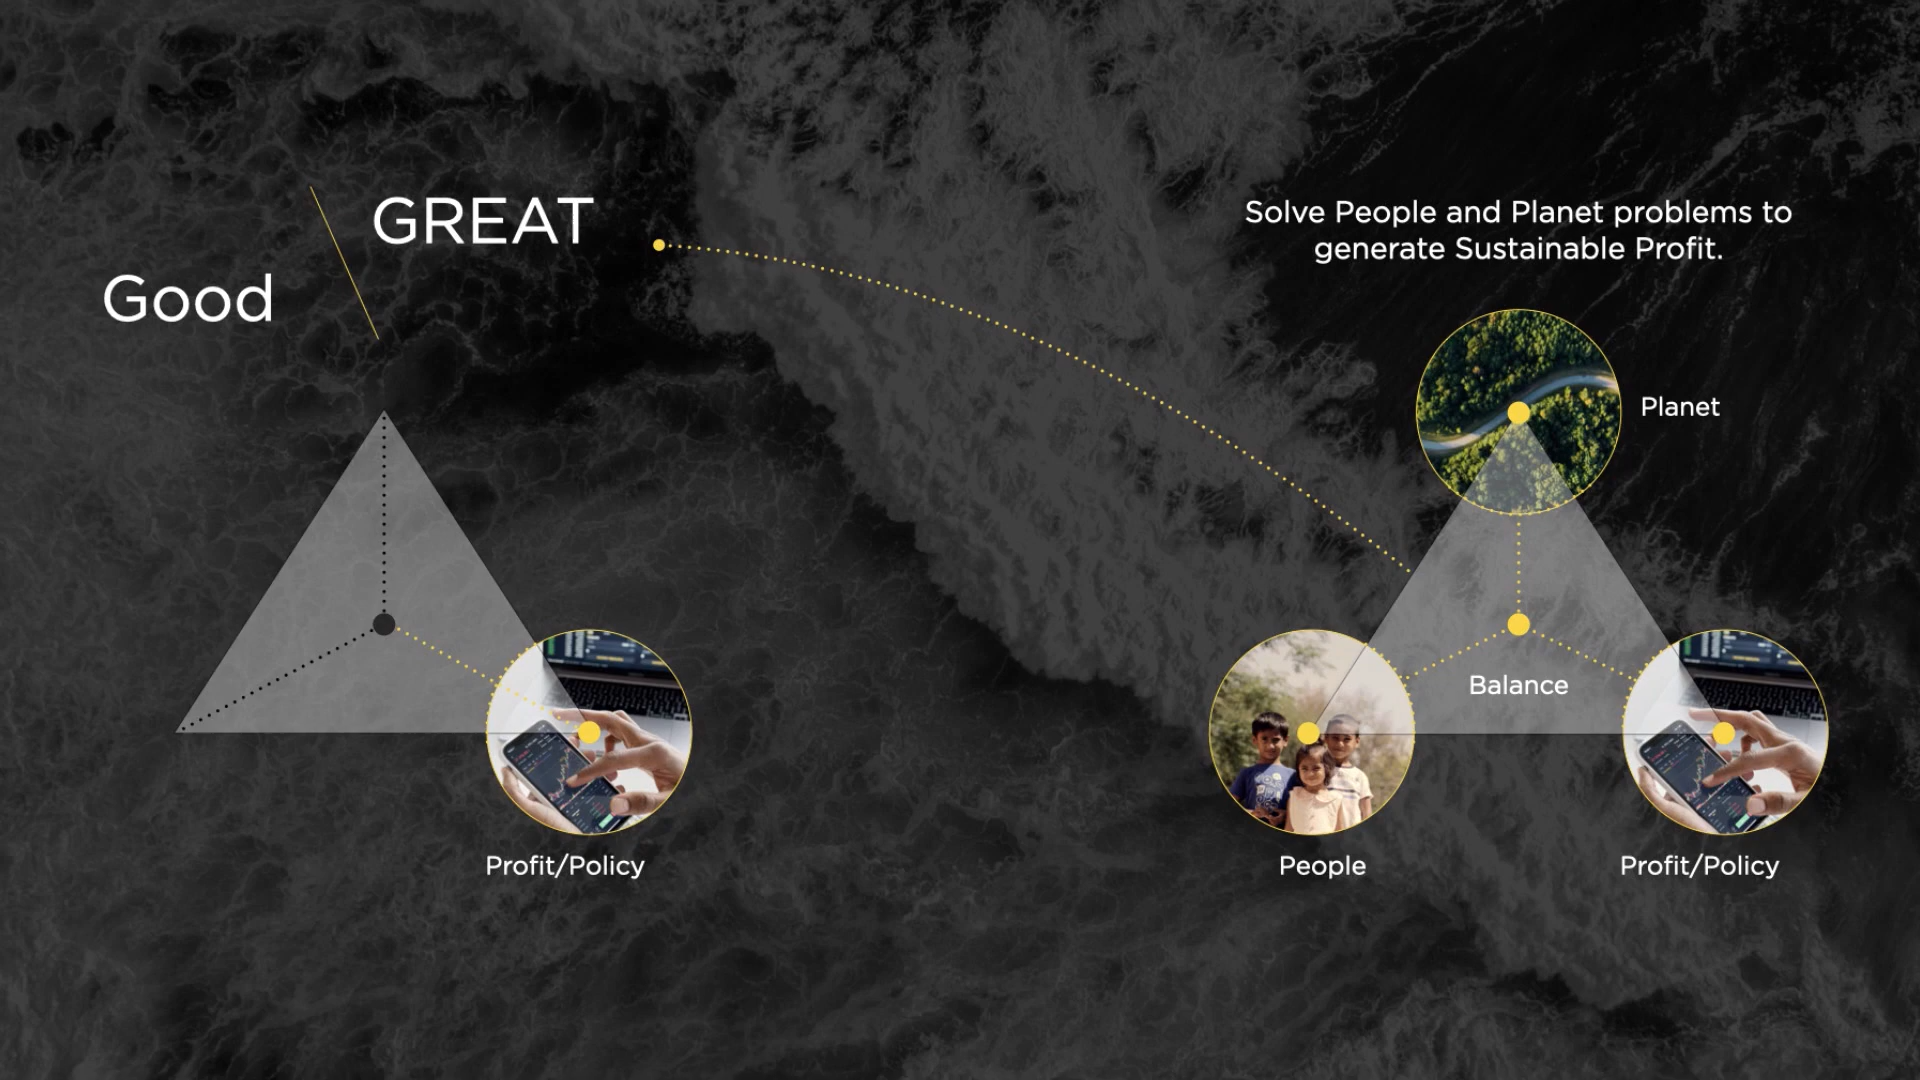 GREAT
Good
Solve People and Planet problems to
generate Sustainable Profit.
Planet
Balance
Profit/Policy
People
Profit/Policy